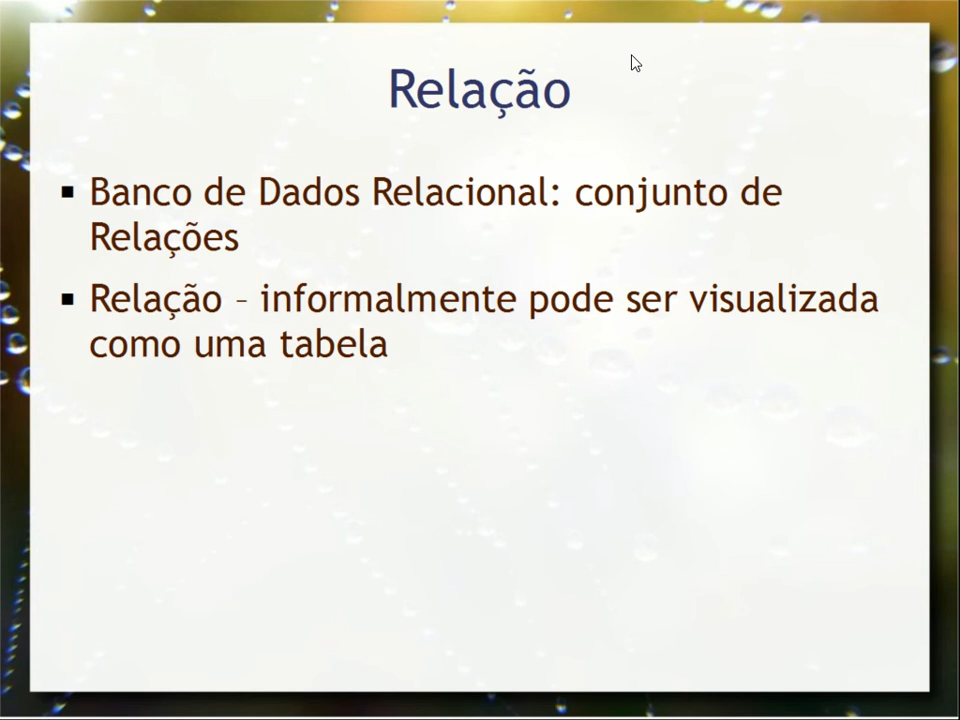 Relação
▪ Banco de Dados Relacional: conjunto de
Relações
▪ Relação – informalmente pode ser visualizada
como uma tabela